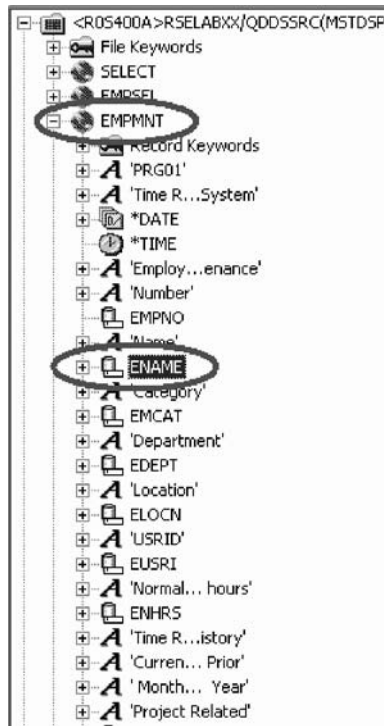 <R0S400A>RSELABXX/QDDSSRC(MSTDSP
File Keywords
SELECT
EMPSEL
EMPMNT
Record Keywords
'PRG01'
'Time R...System'
*DATE
*TIME
'Employ...enance'
'Number'
EMPNO
'Name'
ENAME
'Category'
EMCAT
'Department'
EDEPT
'Location'
ELOCN
'USRID'
EUSRI
'Normal... hours'
ENHRS
'Time R...istory'
'Curren... Prior'
' Month... Year'
'Project Related'